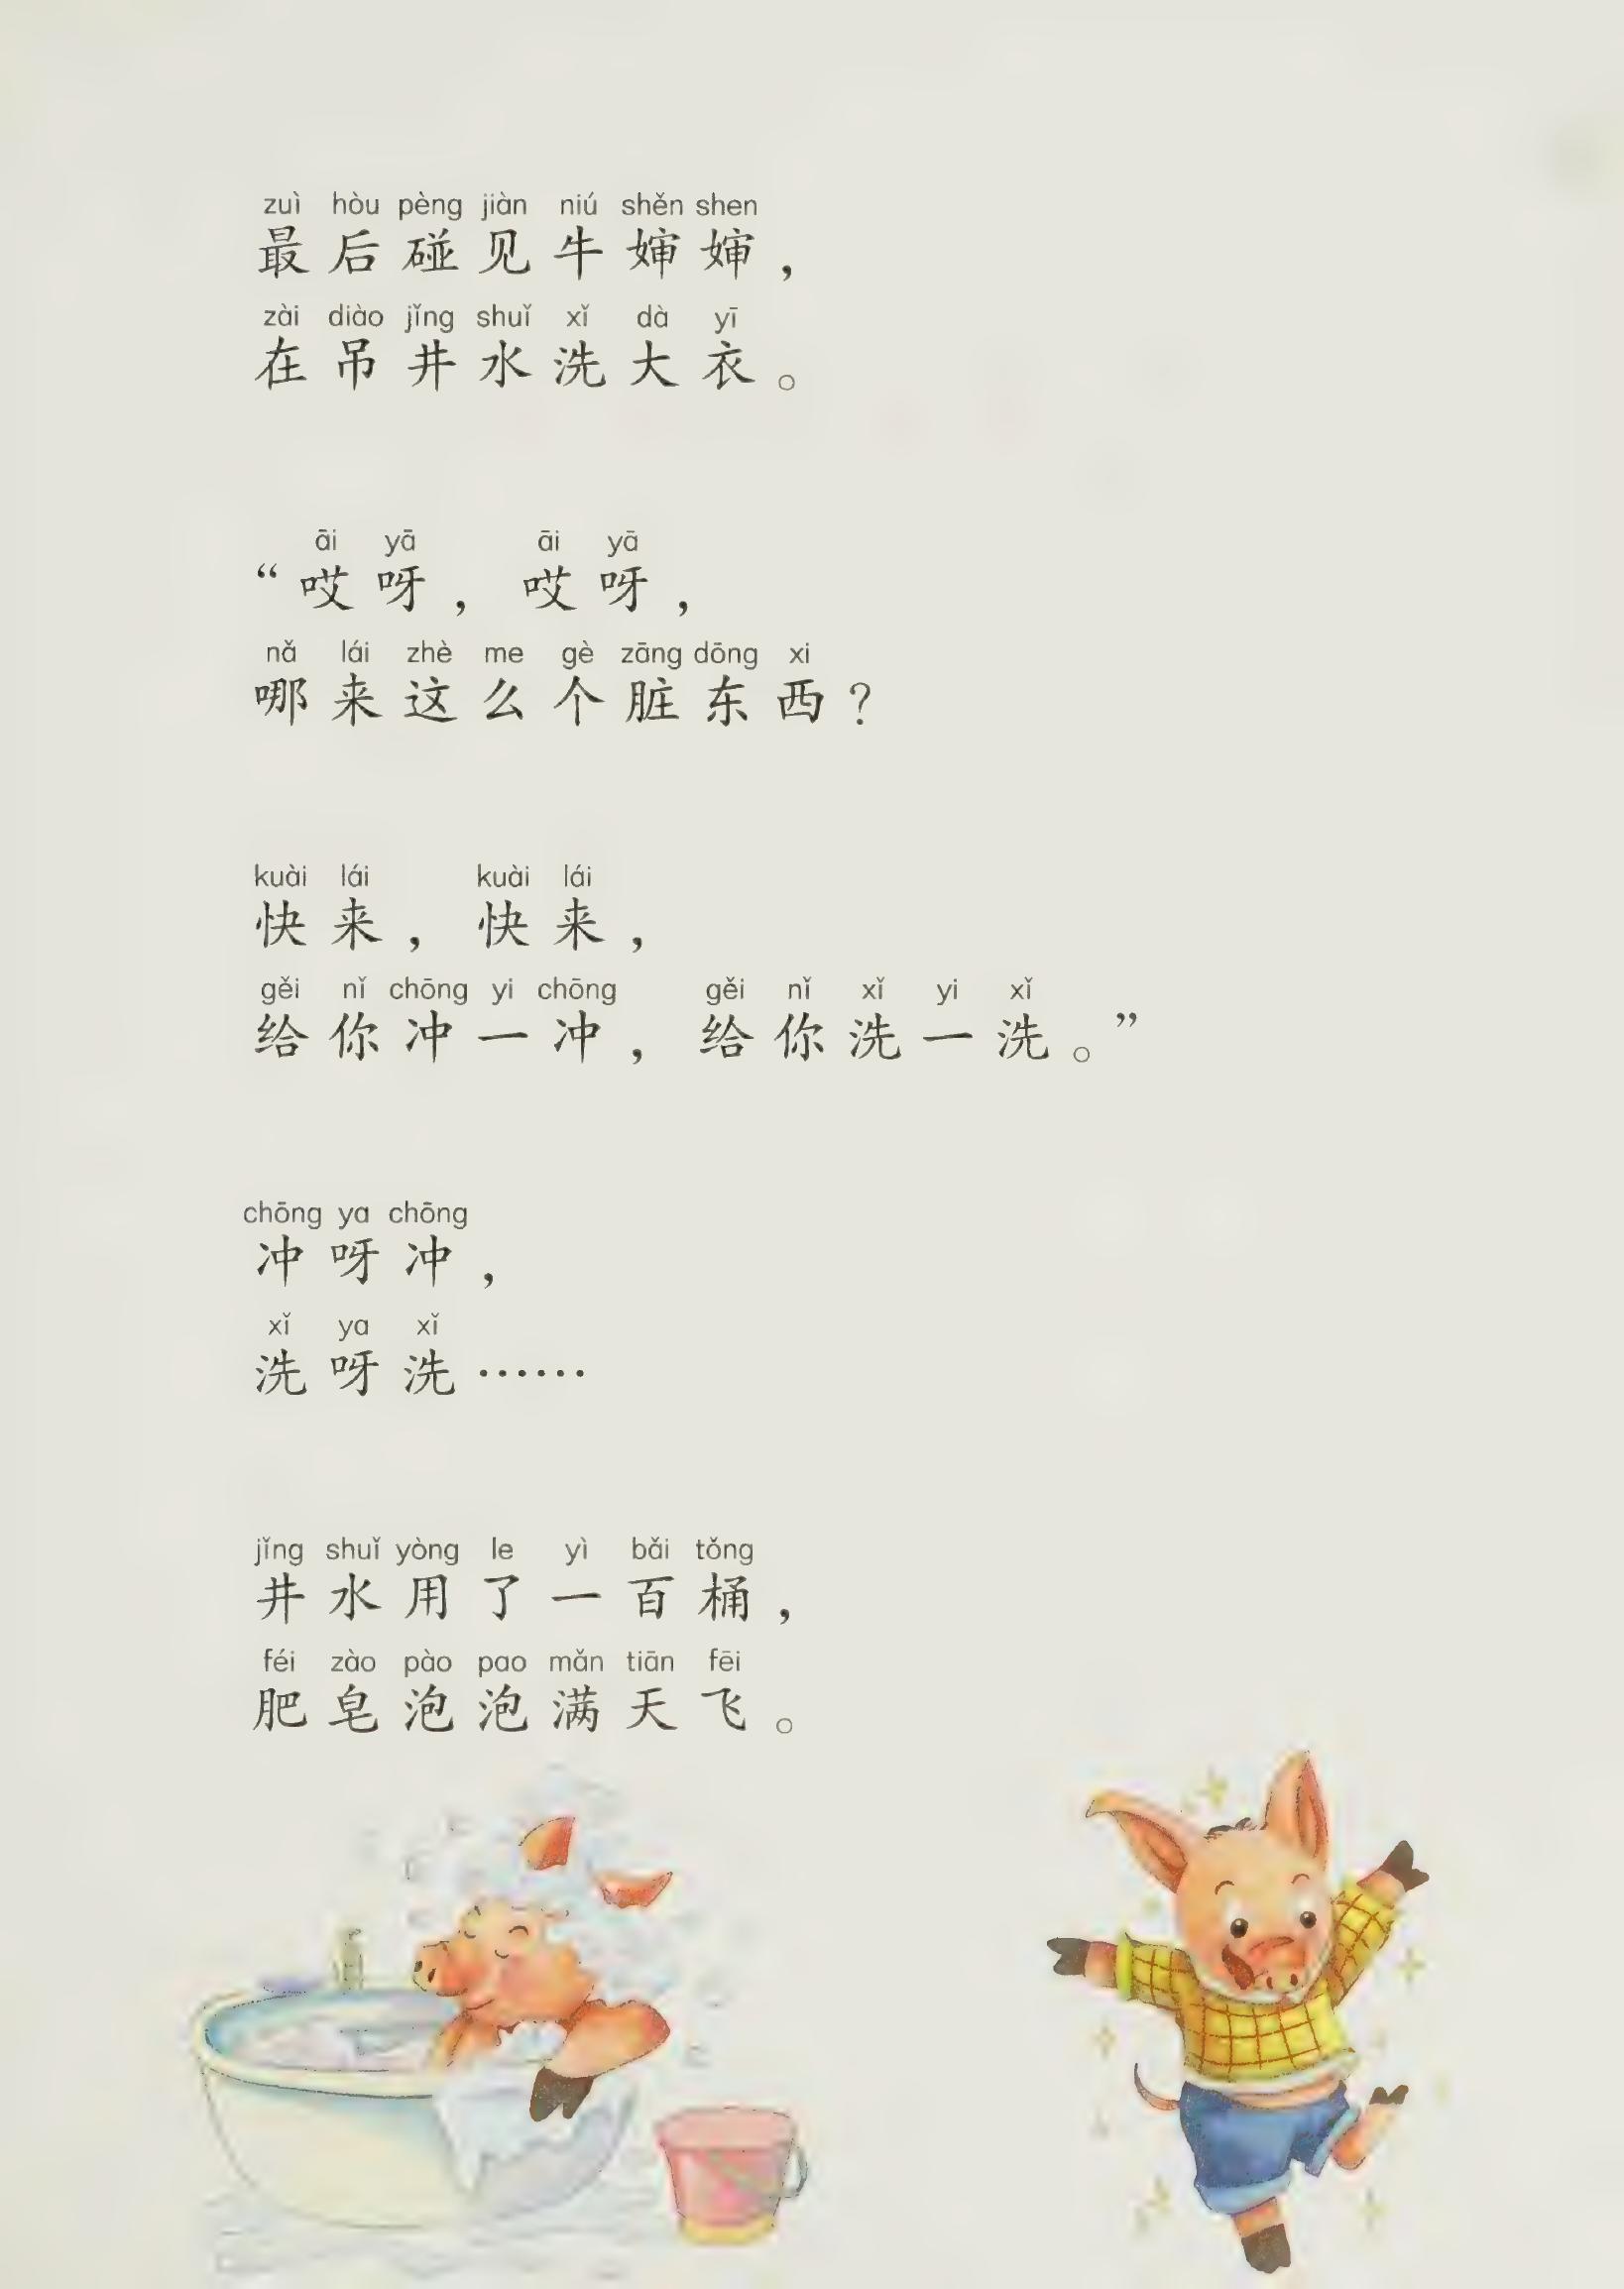 zuì hòu pèng jiàn niú shěn shen
最后碰见牛婶婶，
zài diào jǐng shuǐ xǐ dà yī
在吊井水洗大衣。
āi yā āi yā
“哎呀，哎呀，
nǎ lái zhè me gè zāng dōng xi
哪来这么个脏东西？
kuài lái kuài lái
快来，快来，
gěi nǐ chōng yi chōng gěi nǐ xǐ yi xǐ
给你冲一冲，给你洗一洗。”
chōng ya chōng
冲呀冲，
xǐ ya xǐ
洗呀洗……
jǐng shuǐ yòng le yì bǎi tǒng
井水用了一百桶，
féi zào pào pao mǎn tiān fēi
肥皂泡泡满天飞。